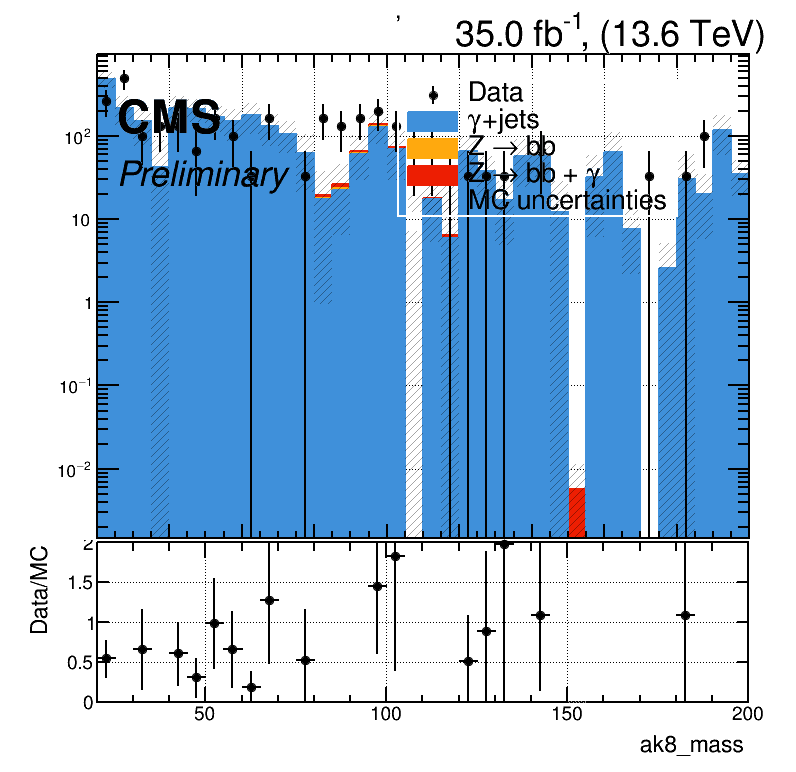 ,
35.0 fb-1, (13.6 TeV)
CMS
Preliminary
Data
γ+jets
Z → bb
Z → bb + γ
MC uncertainties
10²
10
1
10⁻¹
10⁻²
Data/MC
2
1.5
1
0.5
0
50
100
150
200
ak8_mass